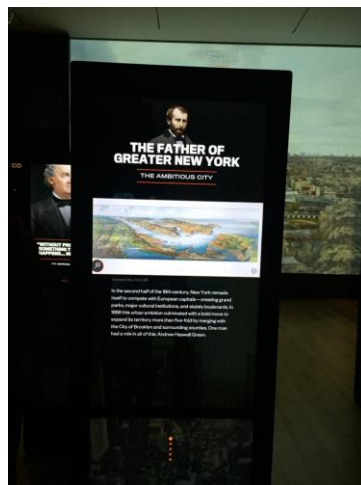 THE FATHER OF
GREATER NEW YORK
THE AMBITIOUS CITY
In the second half of the 19th century, New York remade
itself to compete with European capitals—creating grand
parks, major cultural institutions, and stately boulevards. In
1898 this urban ambition culminated with a bold move to
expand its territory more than five-fold by merging with
the City of Brooklyn and surrounding counties. One man
had a role in all of this: Andrew Haswell Green.
"WITHOUT
SOMETHING
HAPPENS...